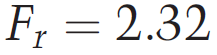 F_r = 2.32